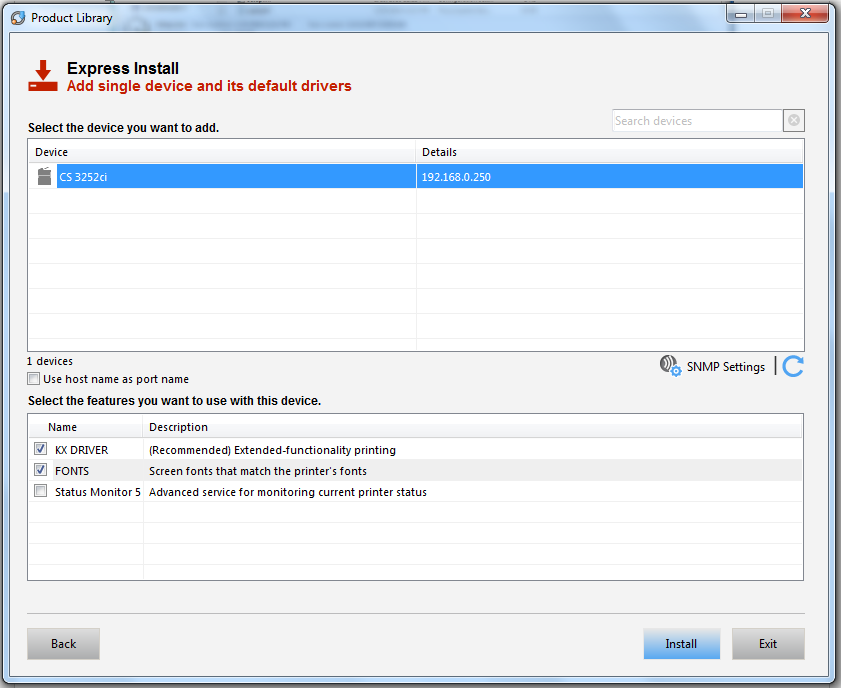 Product Library
Express Install
Add single device and its default drivers
Select the device you want to add.
Search devices
Device Details
CS 3252ci 192.168.0.250
1 devices
SNMP Settings
Use host name as port name
Select the features you want to use with this device.
Name Description
KX DRIVER (Recommended) Extended-functionality printing
FONTS Screen fonts that match the printer's fonts
Status Monitor 5 Advanced service for monitoring current printer status
Back Install Exit